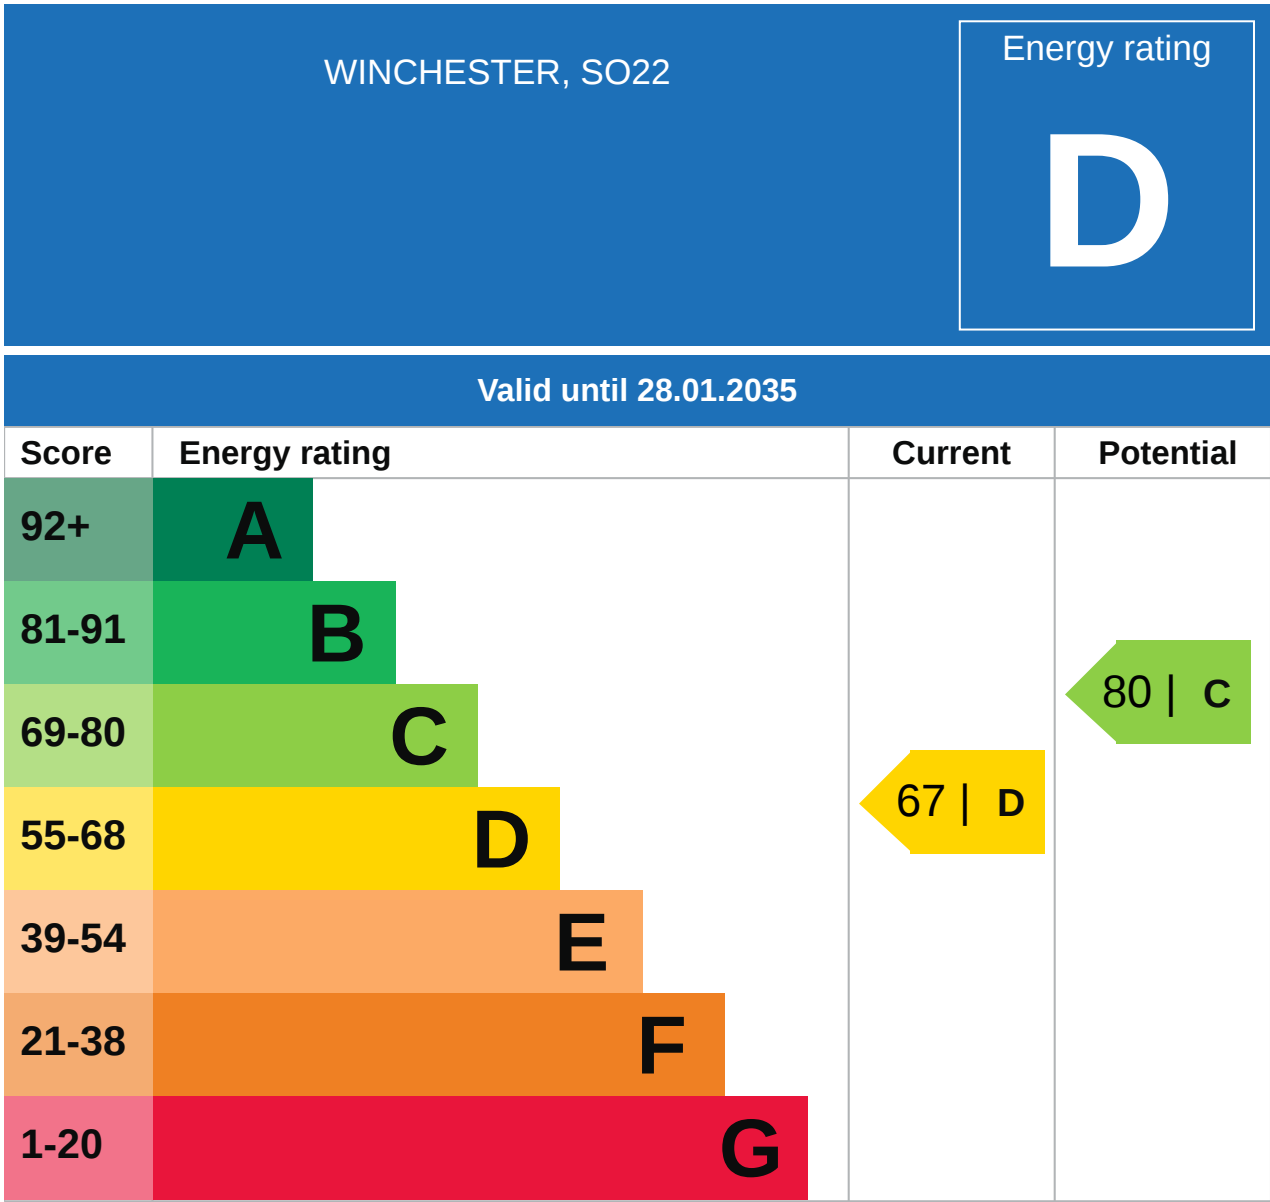 WINCHESTER, SO22
Energy rating
D
Valid until 28.01.2035
Score Energy rating Current Potential
92+ A
81-91 B
69-80 C
80 | C
55-68 D
67 | D
39-54 E
21-38 F
1-20 G